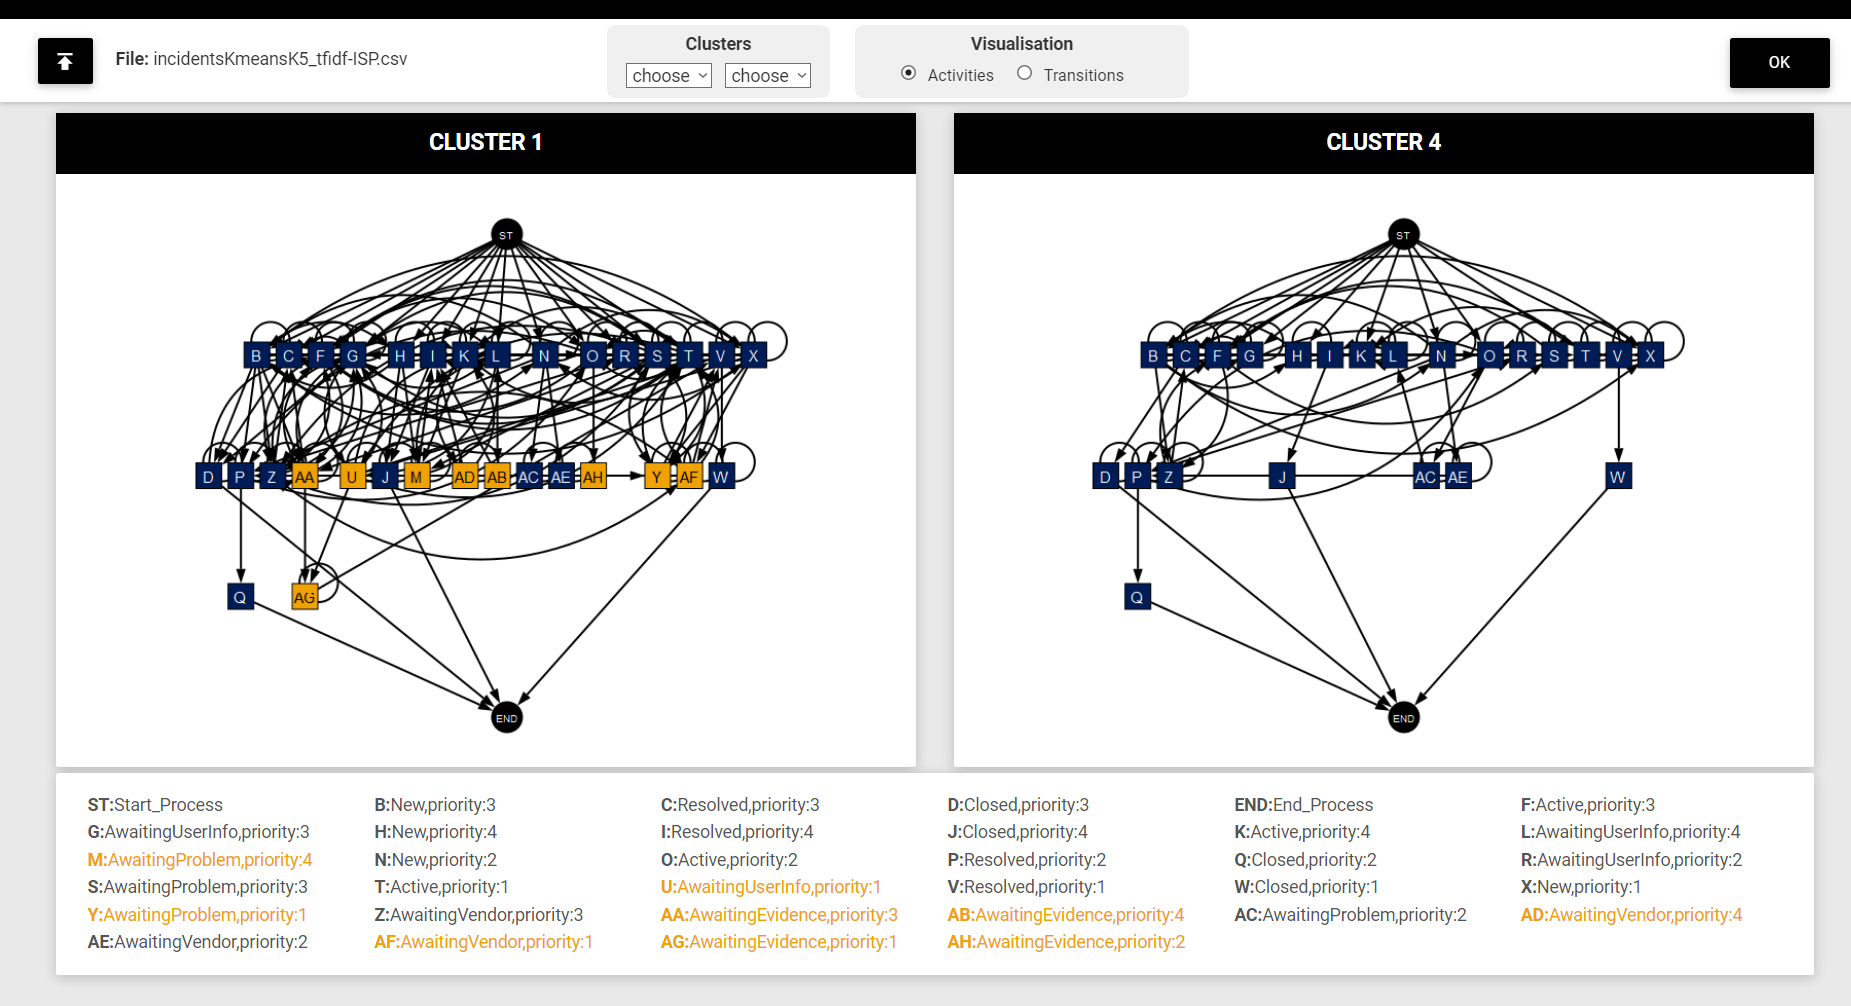 File: incidentsKmeansK5_tfidf-ISP.csv
Clusters
choose choose
Visualisation
Activities Transitions
OK
CLUSTER 1
ST
B C F G H I K L N O R S T V X
D P Z AA U J M AD AB AC AE AH Y AF W
Q AG
END
CLUSTER 4
ST
B C F G H I K L N O R S T V X
D P Z J AC AE W
Q
END
ST:Start_Process B:New,priority:3 C:Resolved,priority:3 D:Closed,priority:3 END:End_Process F:Active,priority:3
G:AwaitingUserInfo,priority:3 H:New,priority:4 I:Resolved,priority:4 J:Closed,priority:4 K:Active,priority:4 L:AwaitingUserInfo,priority:4
M:AwaitingProblem,priority:4 N:New,priority:2 O:Active,priority:2 P:Resolved,priority:2 Q:Closed,priority:2 R:AwaitingUserInfo,priority:2
S:AwaitingProblem,priority:3 T:Active,priority:1 U:AwaitingUserInfo,priority:1 V:Resolved,priority:1 W:Closed,priority:1 X:New,priority:1
Y:AwaitingProblem,priority:1 Z:AwaitingVendor,priority:3 AA:AwaitingEvidence,priority:3 AB:AwaitingEvidence,priority:4 AC:AwaitingProblem,priority:2 AD:AwaitingVendor,priority:4
AE:AwaitingVendor,priority:2 AF:AwaitingVendor,priority:1 AG:AwaitingEvidence,priority:1 AH:AwaitingEvidence,priority:2